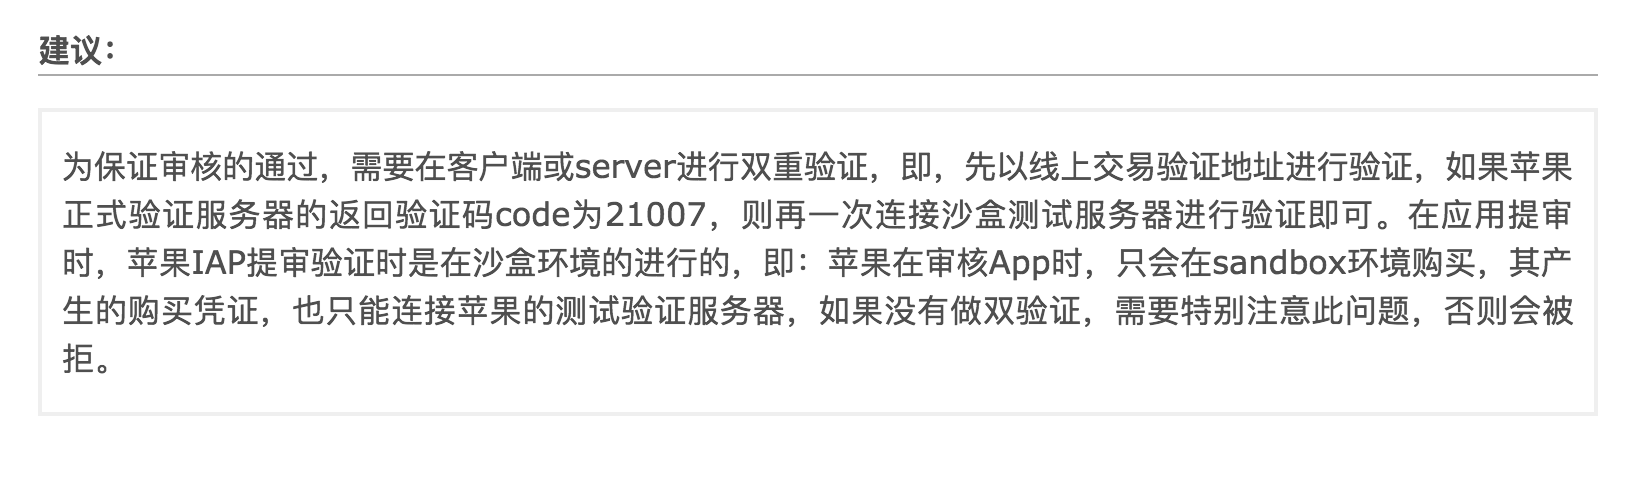 建议：
为保证审核的通过，需要在客户端或server进行双重验证，即，先以线上交易验证地址进行验证，如果苹果
正式验证服务器的返回验证码code为21007，则再一次连接沙盒测试服务器进行验证即可。在应用提审
时，苹果IAP提审验证时是在沙盒环境的进行的，即：苹果在审核App时，只会在sandbox环境购买，其产
生的购买凭证，也只能连接苹果的测试验证服务器，如果没有做双验证，需要特别注意此问题，否则会被
拒。